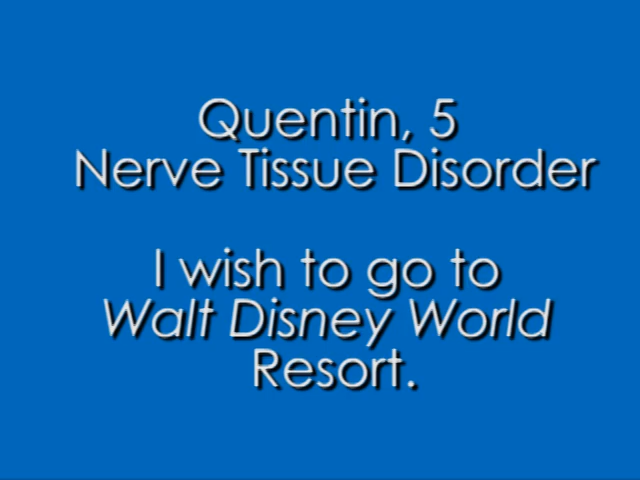 Quentin, 5
Nerve Tissue Disorder
I wish to go to
Walt Disney World
Resort.